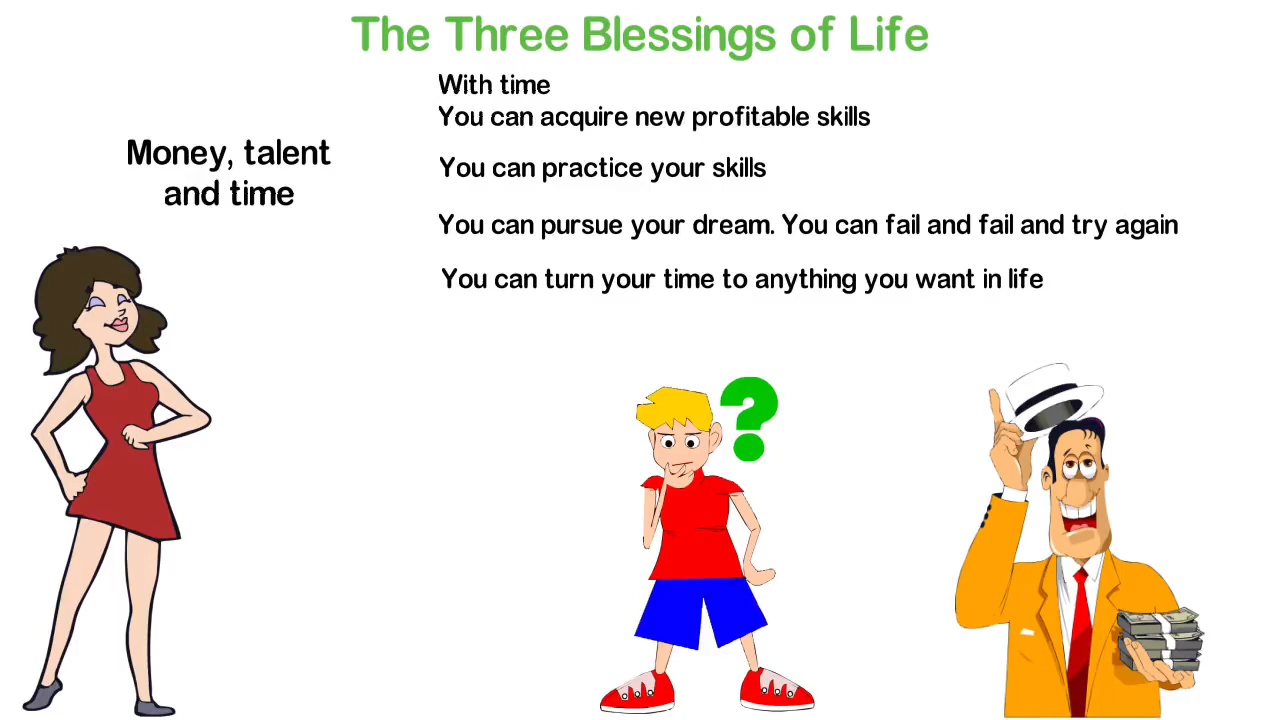 The Three Blessings of Life
Money, talent
and time
With time
You can acquire new profitable skills
You can practice your skills
You can pursue your dream. You can fail and fail and try again
You can turn your time to anything you want in life
?